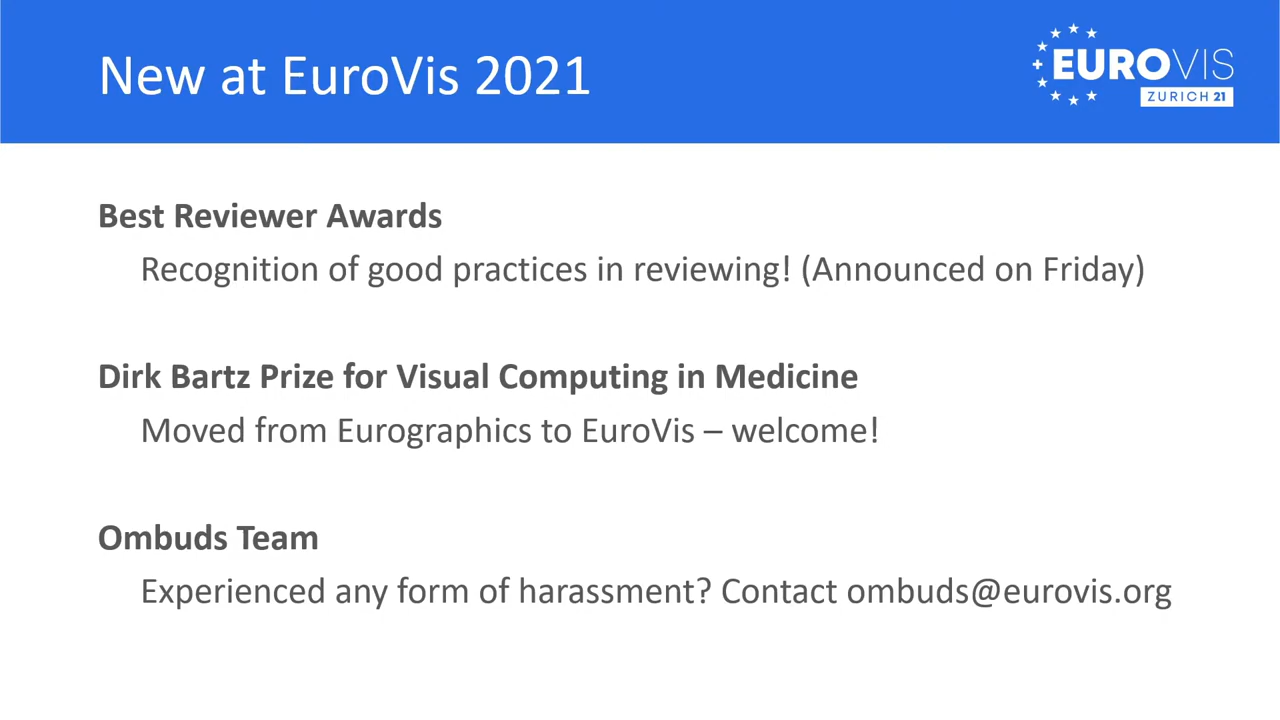 New at EuroVis 2021
EUROVIS
ZURICH 21
Best Reviewer Awards
Recognition of good practices in reviewing! (Announced on Friday)
Dirk Bartz Prize for Visual Computing in Medicine
Moved from Eurographics to EuroVis – welcome!
Ombuds Team
Experienced any form of harassment? Contact ombuds@eurovis.org